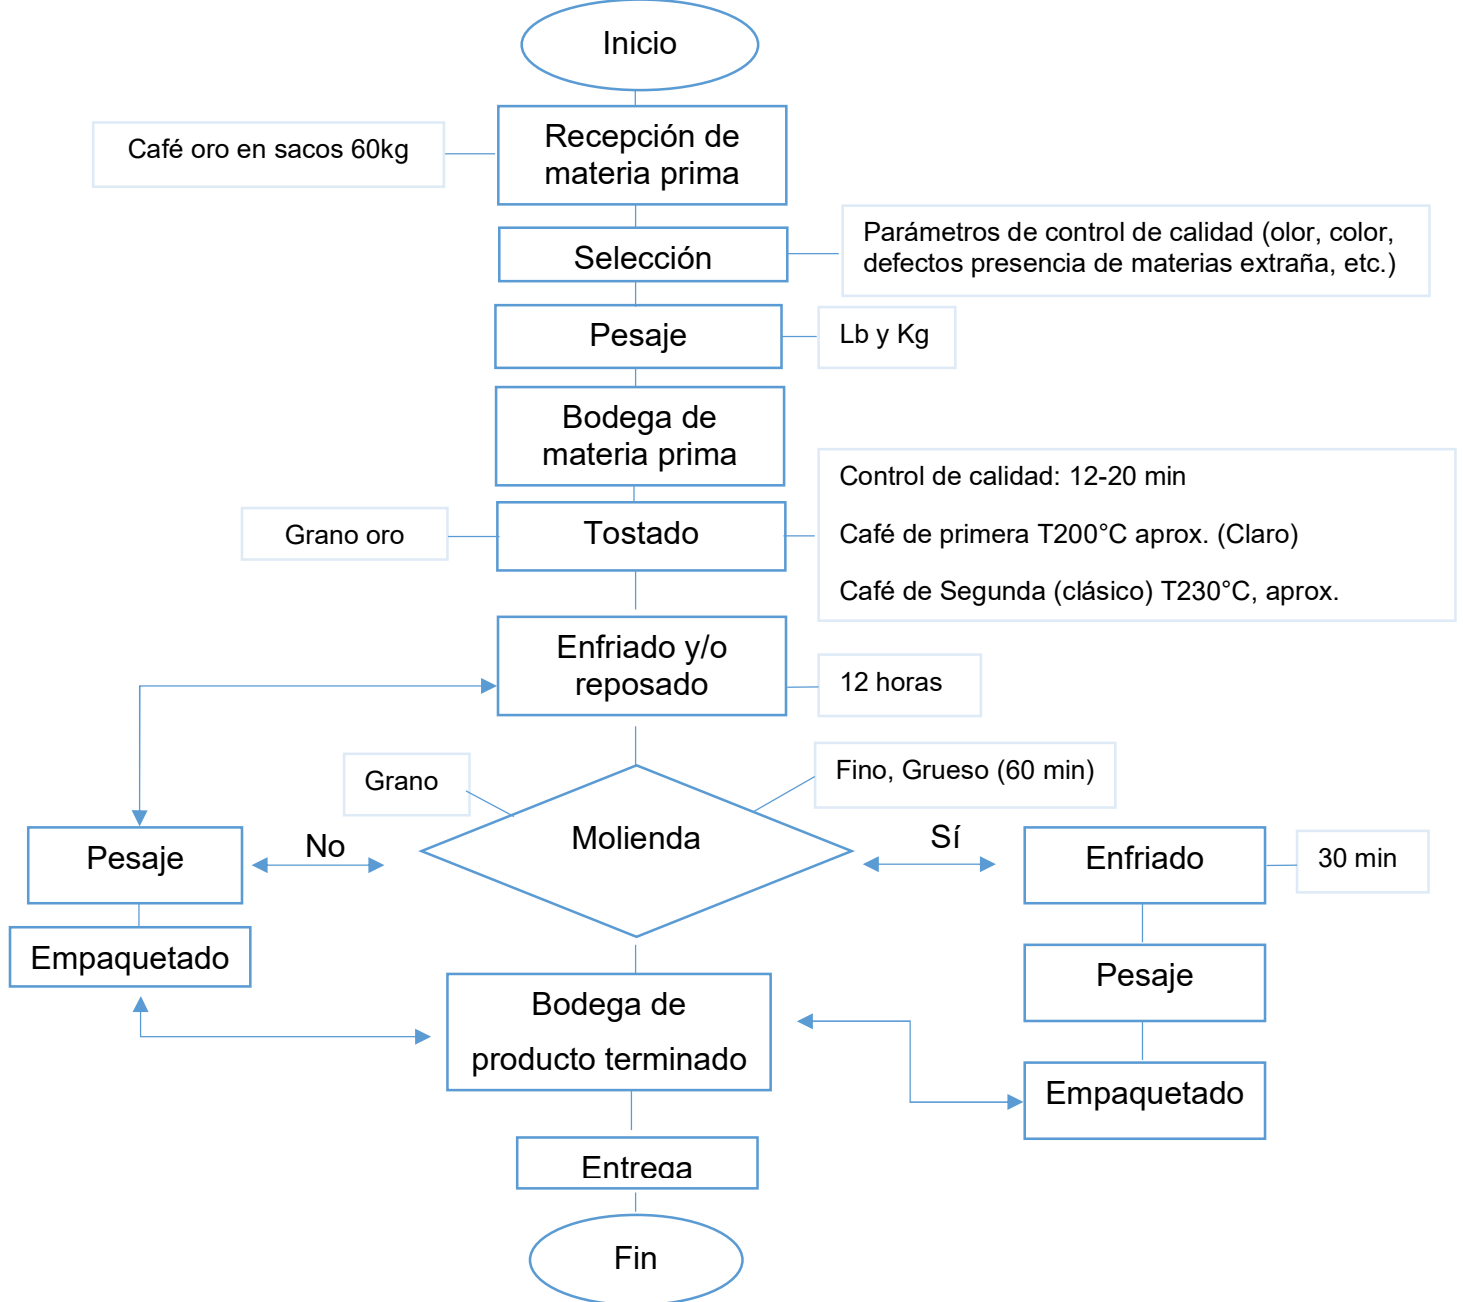 Inicio
Recepción de
materia prima
Café oro en sacos 60kg
Selección
Parámetros de control de calidad (olor, color,
defectos presencia de materias extraña, etc.)
Pesaje
Lb y Kg
Bodega de
materia prima
Control de calidad: 12-20 min
Café de primera T200°C aprox. (Claro)
Café de Segunda (clásico) T230°C, aprox.
Grano oro
Tostado
Enfriado y/o
reposado
12 horas
Grano
Fino, Grueso (60 min)
Molienda
No
Sí
Pesaje
Empaquetado
Enfriado
30 min
Pesaje
Empaquetado
Bodega de
producto terminado
Entrega
Fin